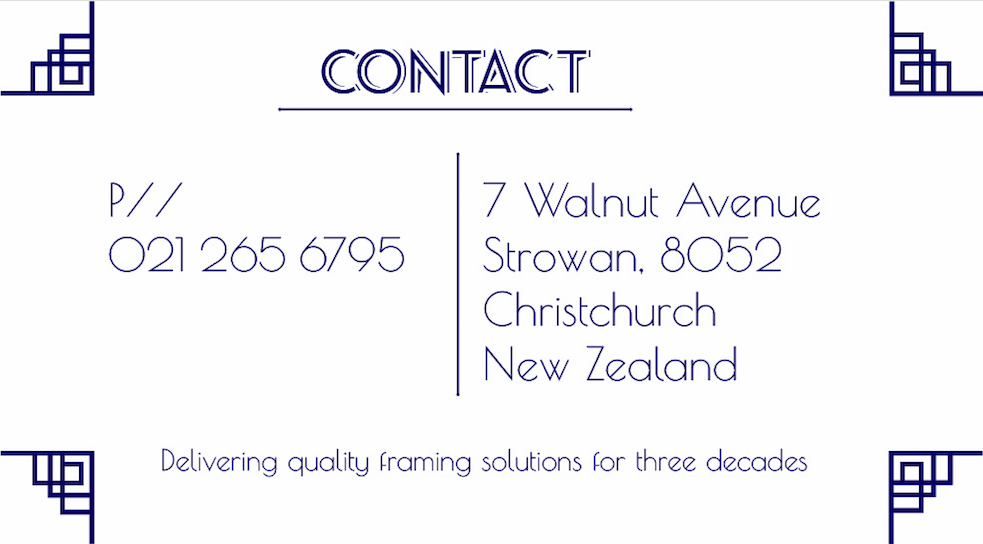 CONTACT
P//
021 265 6795
7 Walnut Avenue
Strowan, 8052
Christchurch
New Zealand
Delivering quality framing solutions for three decades